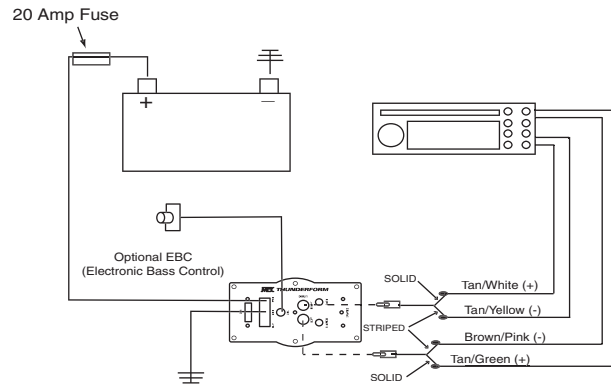 20 Amp Fuse
+
—
Optional EBC
(Electronic Bass Control)
MTX THUNDERFORM
SOLID
Tan/White (+)
Tan/Yellow (-)
STRIPED
Brown/Pink (-)
Tan/Green (+)
SOLID